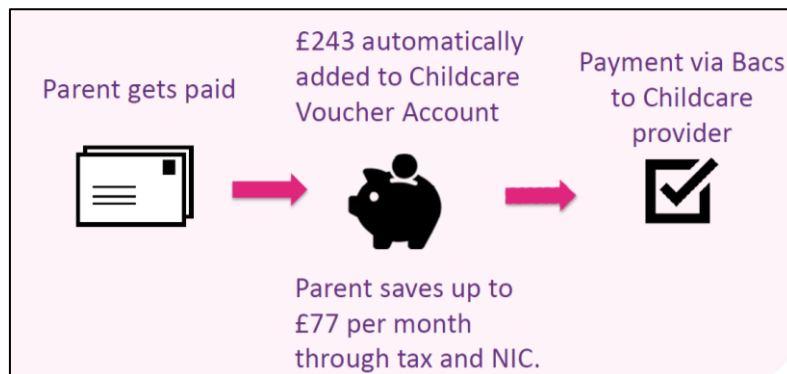 Parent gets paid
£243 automatically
added to Childcare
Voucher Account
Parent saves up to
£77 per month
through tax and NIC.
Payment via Bacs
to Childcare
provider